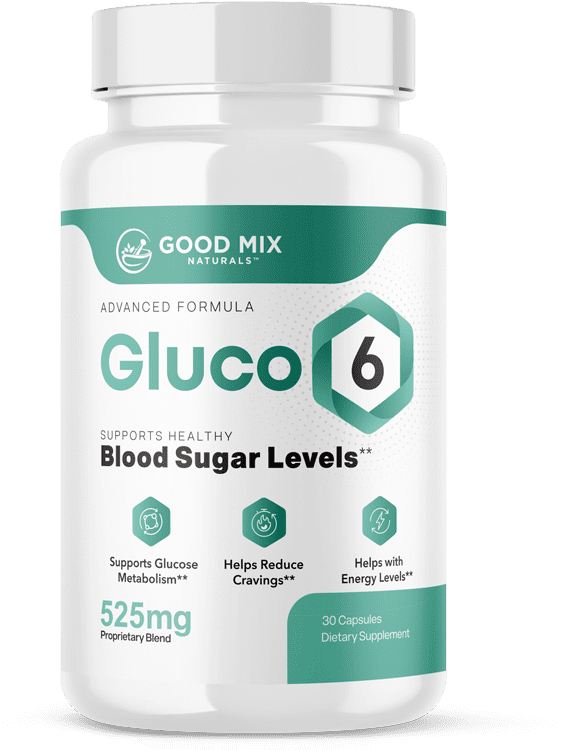 GOOD MIX
NATURALS™
ADVANCED FORMULA
Gluco 6
SUPPORTS HEALTHY
Blood Sugar Levels**
Supports Glucose
Metabolism**
Helps Reduce
Cravings**
Helps with
Energy Levels**
525mg
Proprietary Blend
30 Capsules
Dietary Supplement